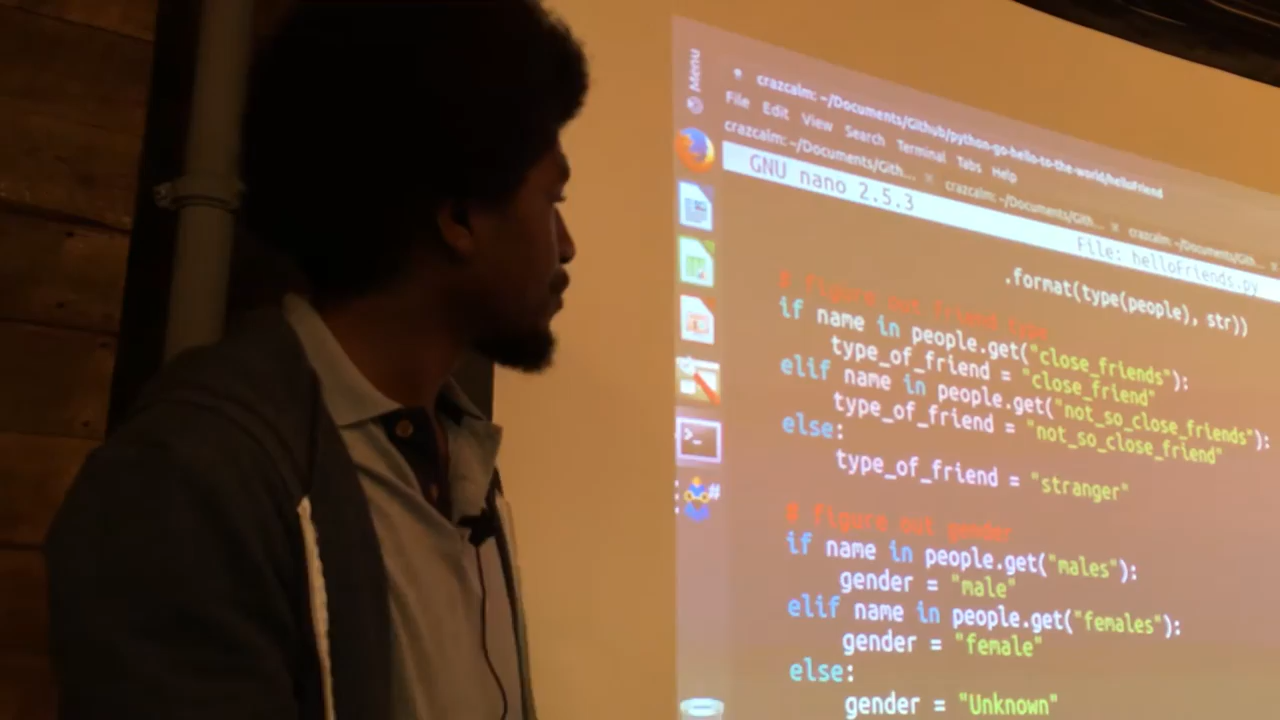 Menu
crazcalm: ~/Documents/Github/python-go-hello-to-the-world/helloFriend
File Edit View Search Terminal Tabs Help
crazcalm: ~/Documents/Gith... × crazcalm: ~/Documents/Gith... × crazcalm: ~/Documents/Gith... ×
GNU nano 2.5.3 File: helloFriends.py
.format(type(people), str))
# figure out friend type
if name in people.get("close_friends"):
type_of_friend = "close_friend"
elif name in people.get("not_so_close_friends"):
type_of_friend = "not_so_close_friend"
else:
type_of_friend = "stranger"
# figure out gender
if name in people.get("males"):
gender = "male"
elif name in people.get("females"):
gender = "female"
else:
gender = "Unknown"